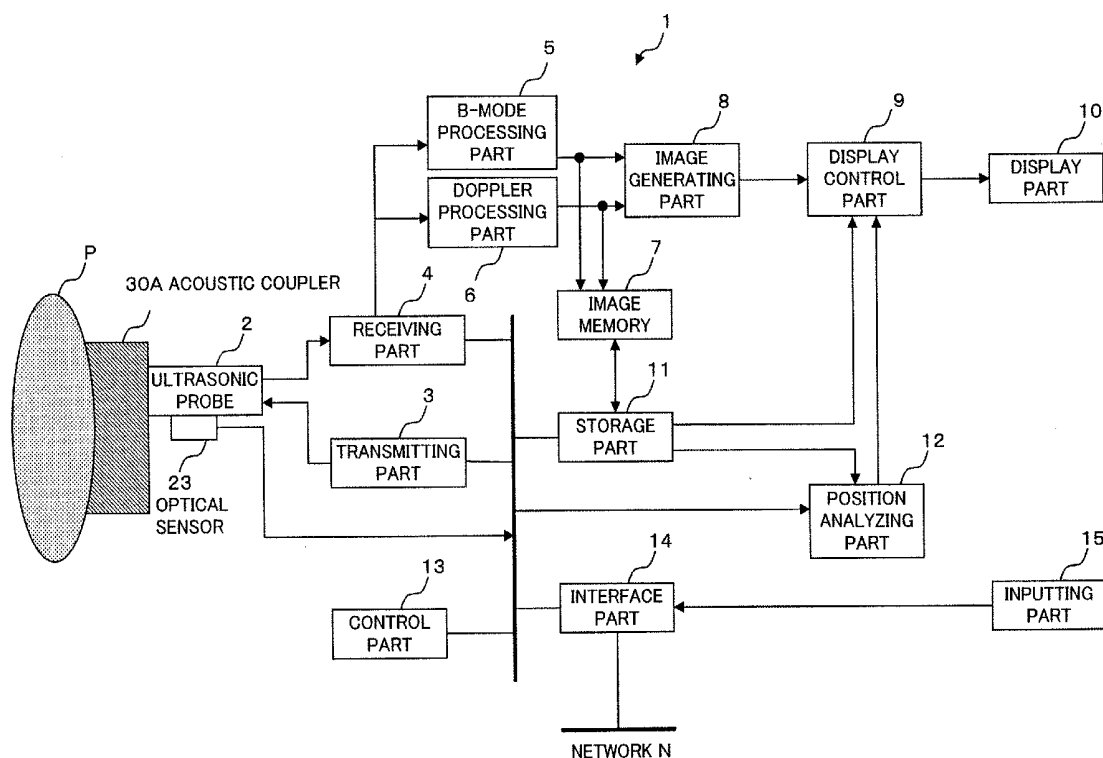 1
5
B-MODE
PROCESSING
PART
8
IMAGE
GENERATING
PART
9
DISPLAY
CONTROL
PART
10
DISPLAY
PART
DOPPLER
PROCESSING
PART
6
P
30A ACOUSTIC COUPLER
4
RECEIVING
PART
7
IMAGE
MEMORY
2
ULTRASONIC
PROBE
3
TRANSMITTING
PART
11
STORAGE
PART
12
POSITION
ANALYZING
PART
23
OPTICAL
SENSOR
13
CONTROL
PART
14
INTERFACE
PART
15
INPUTTING
PART
NETWORK N